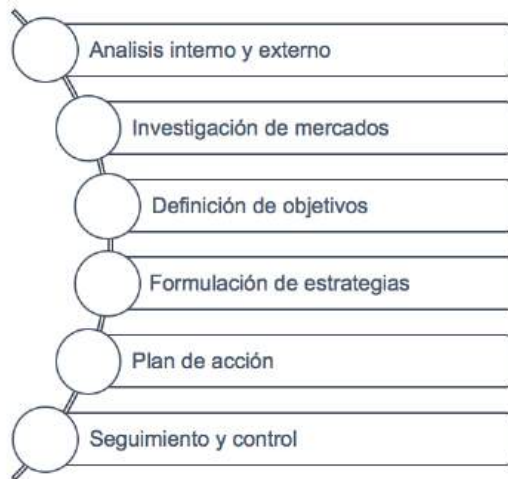 Analisis interno y externo
Investigación de mercados
Definición de objetivos
Formulación de estrategias
Plan de acción
Seguimiento y control